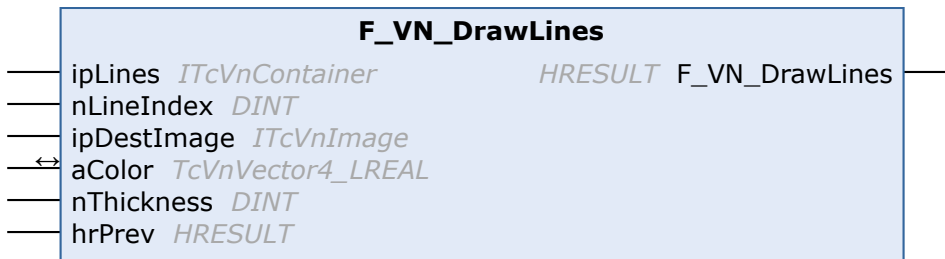 F_VN_DrawLines
ipLines ITcVnContainer HRESULT F_VN_DrawLines
nLineIndex DINT
ipDestImage ITcVnImage
aColor TcVnVector4_LREAL
nThickness DINT
hrPrev HRESULT